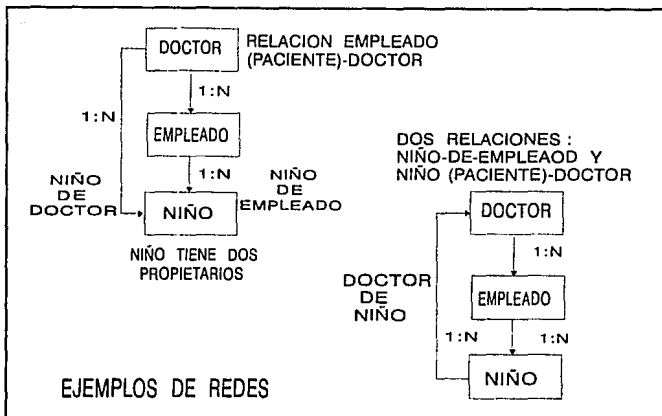 DOCTOR
RELACION EMPLEADO
(PACIENTE)-DOCTOR
1:N
1:N
EMPLEADO
1:N
NIÑO
DE
DOCTOR
NIÑO
DE
EMPLEADO
NIÑO
NIÑO TIENE DOS
PROPIETARIOS
DOS RELACIONES :
NIÑO-DE-EMPLEAOD Y
NIÑO (PACIENTE)-DOCTOR
DOCTOR
1:N
DOCTOR
DE
NIÑO
EMPLEADO
1:N
1:N
NIÑO
EJEMPLOS DE REDES